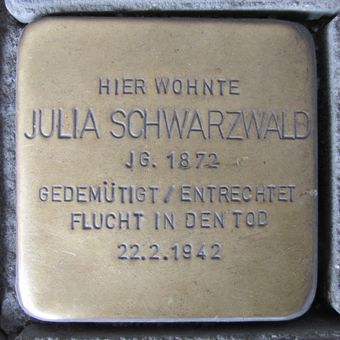 HIER WOHNTE
JULIA SCHWARZWALD
JG. 1872
GEDEMÜTIGT / ENTRECHTET
FLUCHT IN DEN TOD
22.2.1942